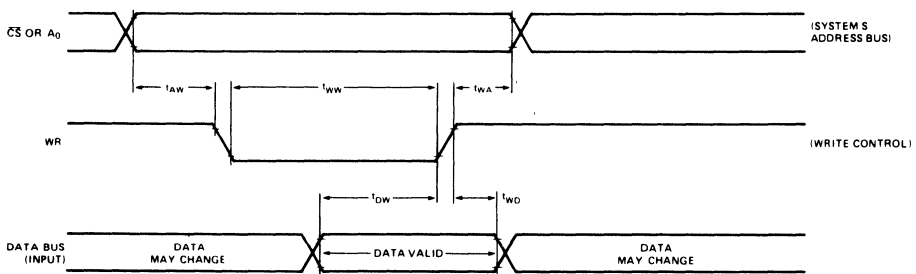 CS OR A0
(SYSTEM S
ADDRESS BUS)
tAW
tWW
tWA
WR
(WRITE CONTROL)
tDW
tWD
DATA BUS
(INPUT)
DATA
MAY CHANGE
DATA VALID
DATA
MAY CHANGE